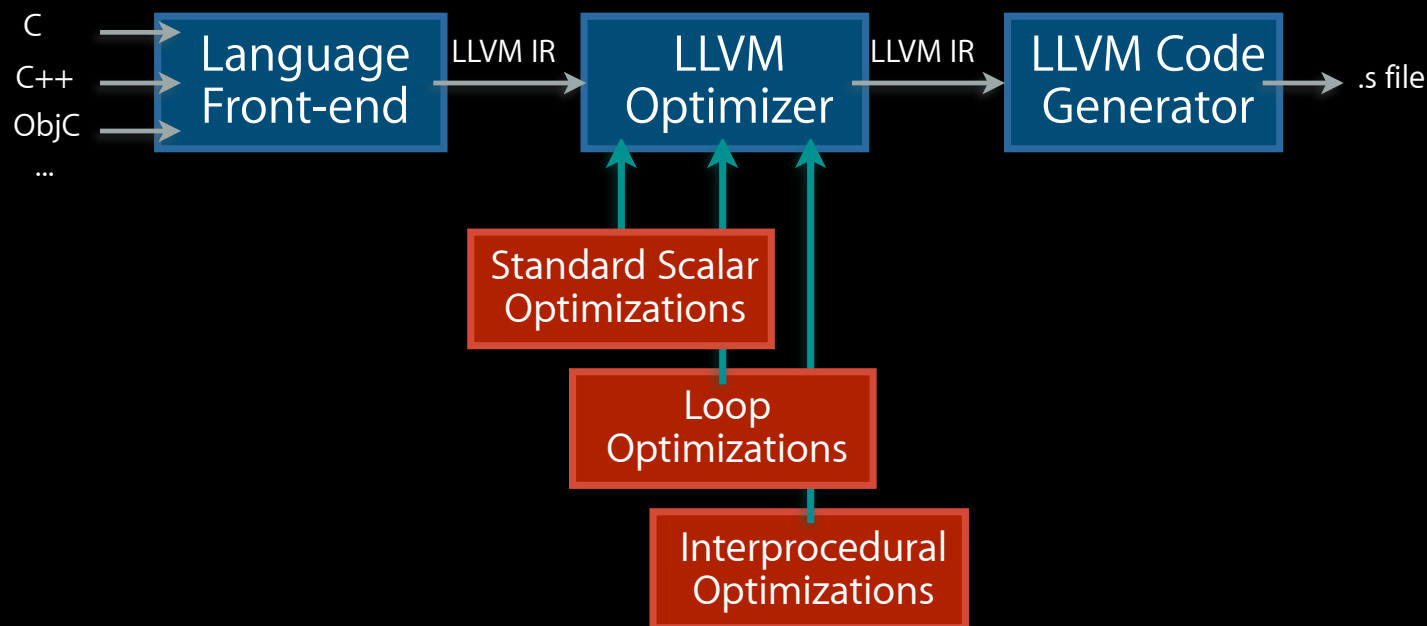 C
C++
ObjC
...
Language
Front-end
LLVM IR
LLVM
Optimizer
LLVM IR
LLVM Code
Generator
.s file
Standard Scalar
Optimizations
Loop
Optimizations
Interprocedural
Optimizations